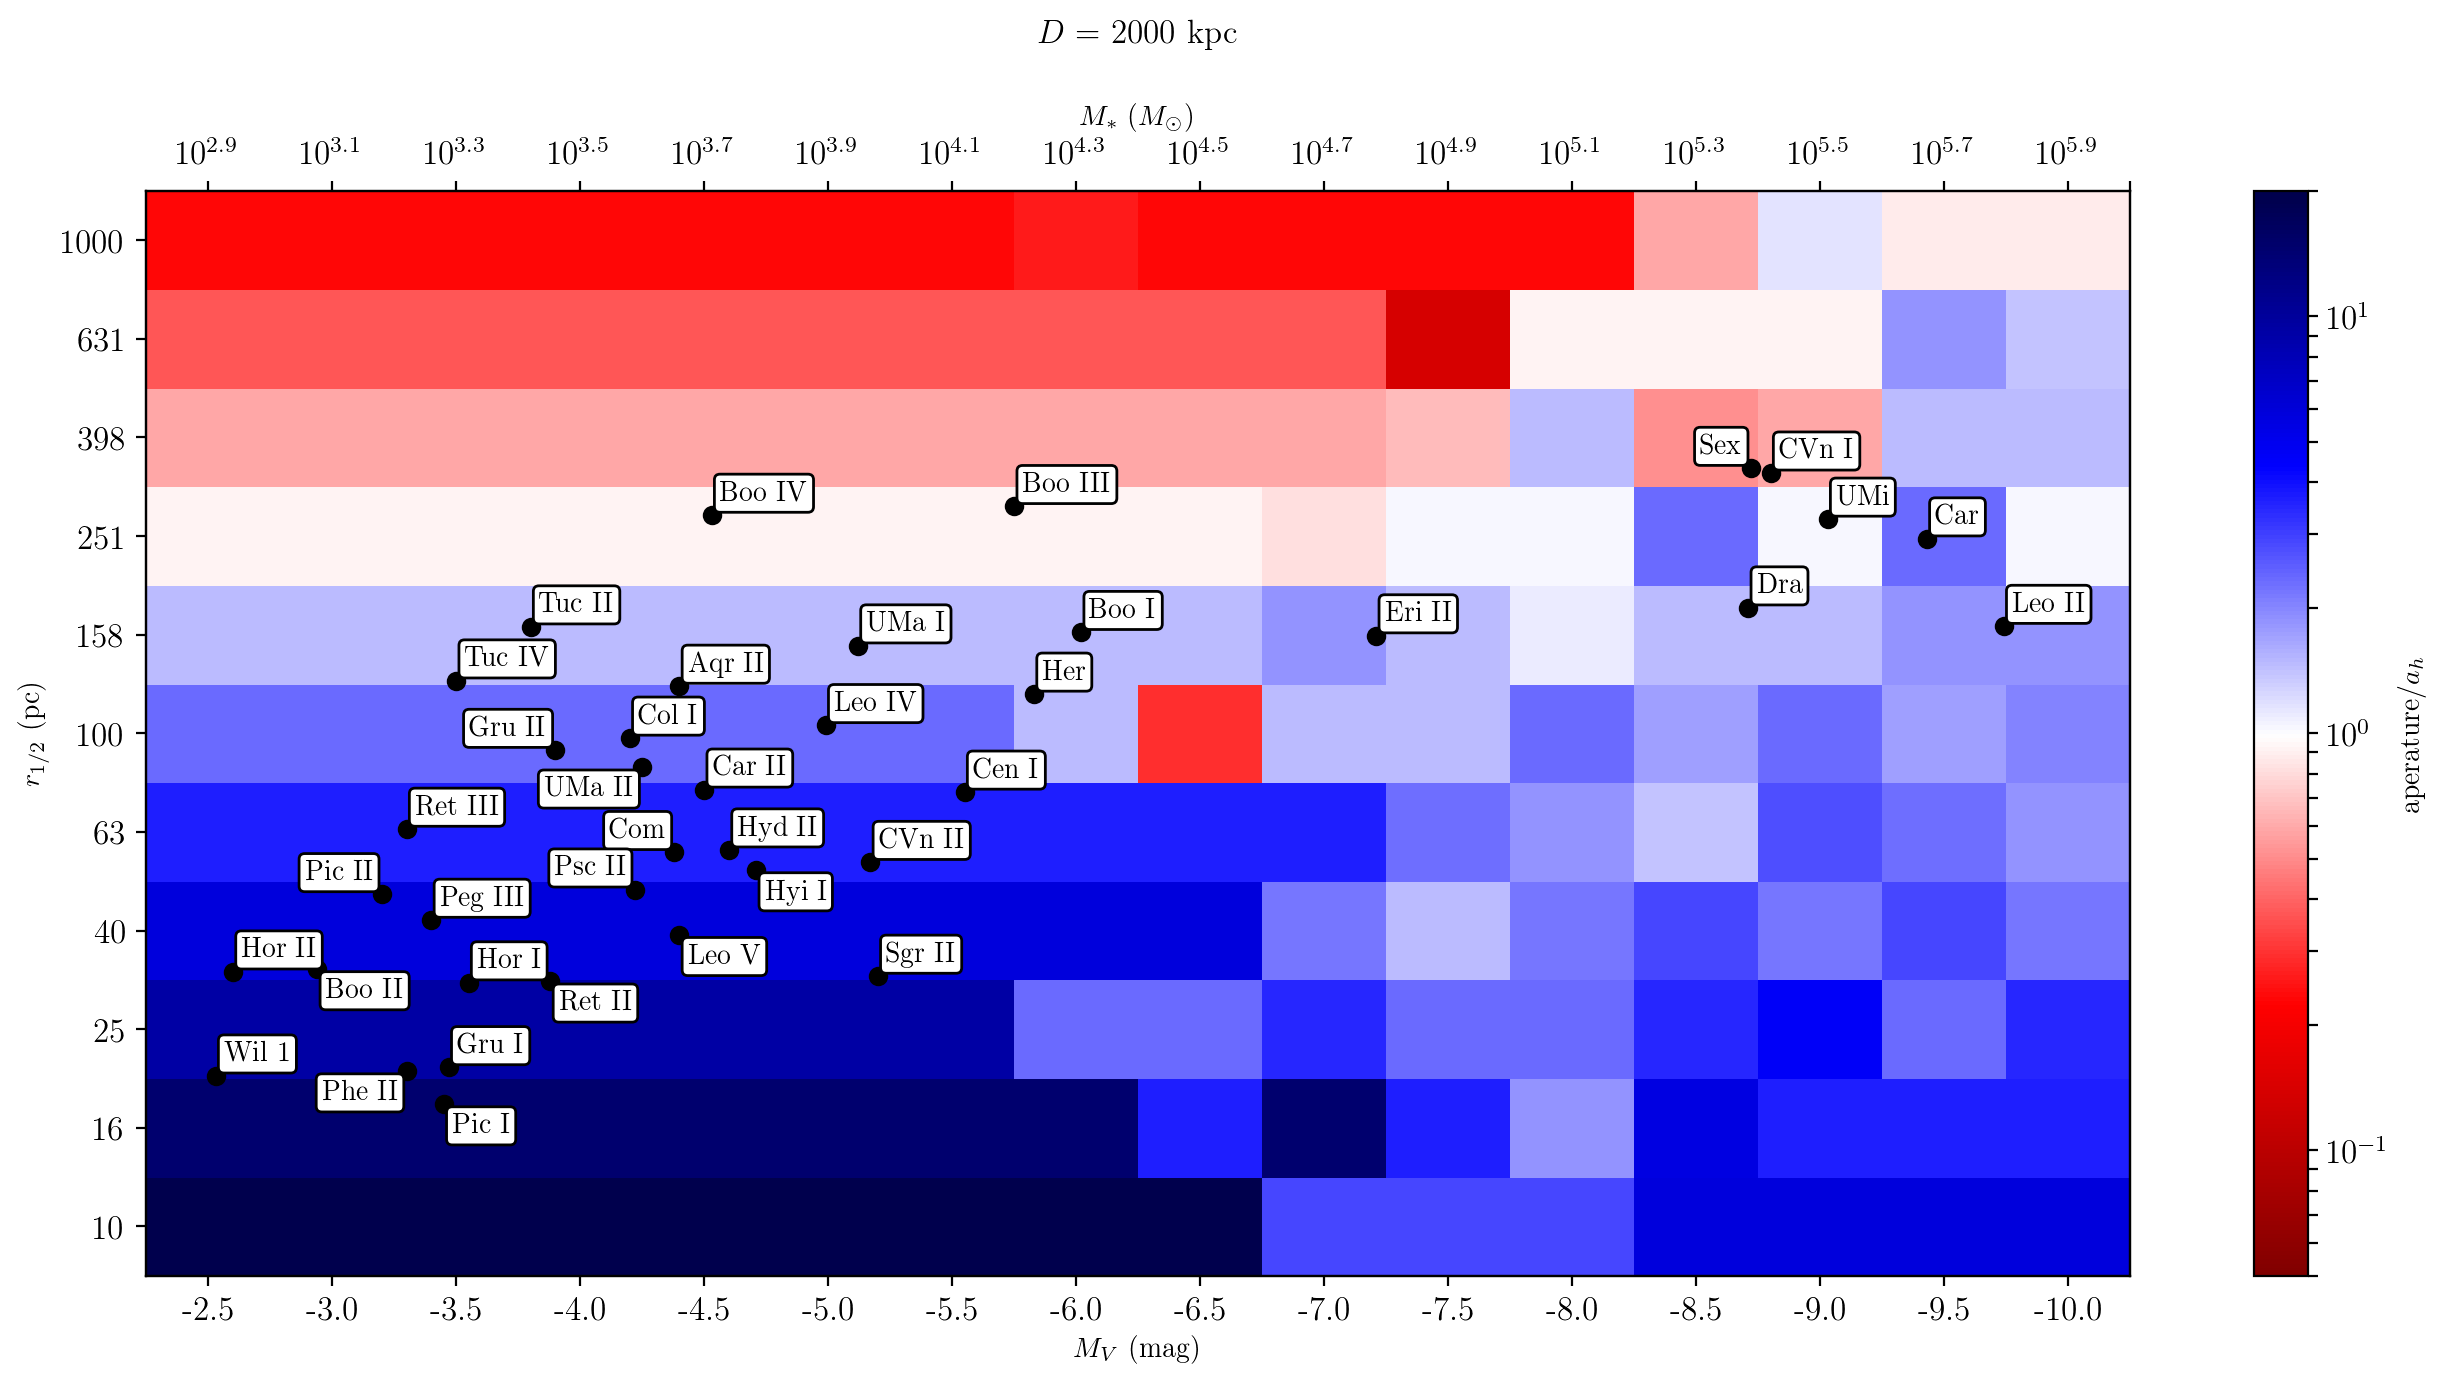 D = 2000 kpc
M* (M⊙)
10^2.9 10^3.1 10^3.3 10^3.5 10^3.7 10^3.9 10^4.1 10^4.3 10^4.5 10^4.7 10^4.9 10^5.1 10^5.3 10^5.5 10^5.7 10^5.9
1000
631
398
251
158
100
63
40
25
16
10
r1/2 (pc)
Sex
CVn I
Boo IV
Boo III
UMi
Car
Dra
Tuc II
UMa I
Boo I
Eri II
Leo II
Tuc IV
Aqr II
Her
Gru II
Col I
Leo IV
UMa II
Car II
Cen I
Ret III
Com
Hyd II
CVn II
Pic II
Psc II
Peg III
Hyi I
Hor II
Hor I
Leo V
Sgr II
Boo II
Ret II
Wil 1
Gru I
Phe II
Pic I
-2.5 -3.0 -3.5 -4.0 -4.5 -5.0 -5.5 -6.0 -6.5 -7.0 -7.5 -8.0 -8.5 -9.0 -9.5 -10.0
M_V (mag)
10^1
10^0
10^-1
aperature/a_h